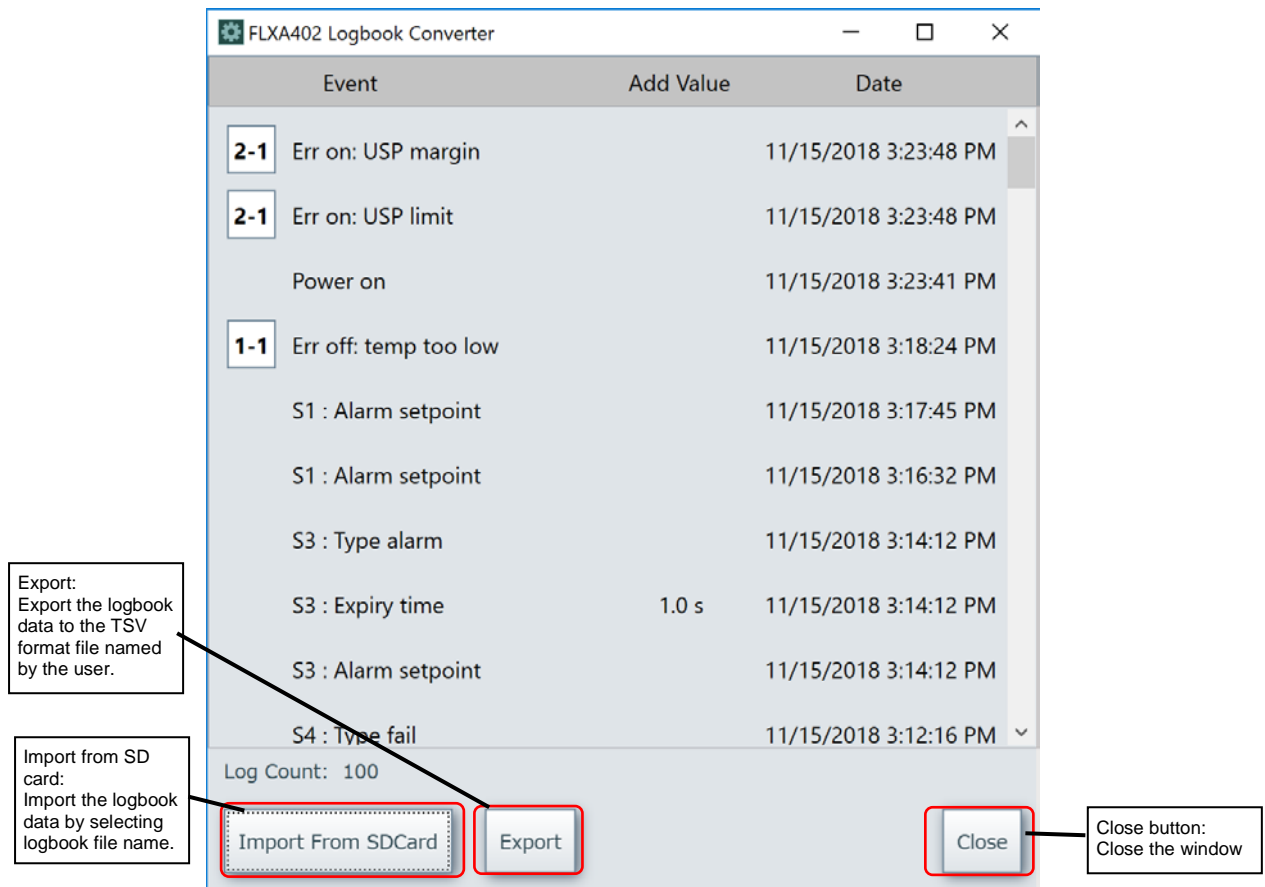 FLXA402 Logbook Converter
Event Add Value Date
2-1 Err on: USP margin 11/15/2018 3:23:48 PM
2-1 Err on: USP limit 11/15/2018 3:23:48 PM
Power on 11/15/2018 3:23:41 PM
1-1 Err off: temp too low 11/15/2018 3:18:24 PM
S1 : Alarm setpoint 11/15/2018 3:17:45 PM
S1 : Alarm setpoint 11/15/2018 3:16:32 PM
S3 : Type alarm 11/15/2018 3:14:12 PM
S3 : Expiry time 1.0 s 11/15/2018 3:14:12 PM
S3 : Alarm setpoint 11/15/2018 3:14:12 PM
S4 : Type fail 11/15/2018 3:12:16 PM
Log Count: 100
Import From SDCard Export Close
Export:
Export the logbook
data to the TSV
format file named
by the user.
Import from SD
card:
Import the logbook
data by selecting
logbook file name.
Close button:
Close the window